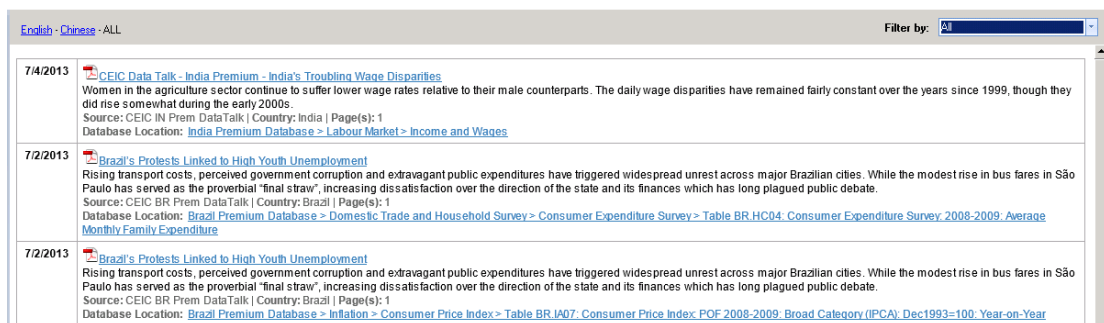 English - Chinese - ALL
Filter by: All
7/4/2013
CEIC Data Talk - India Premium - India's Troubling Wage Disparities
Women in the agriculture sector continue to suffer lower wage rates relative to their male counterparts. The daily wage disparities have remained fairly constant over the years since 1999, though they
did rise somewhat during the early 2000s.
Source: CEIC IN Prem DataTalk | Country: India | Page(s): 1
Database Location: India Premium Database > Labour Market > Income and Wages
7/2/2013
Brazil's Protests Linked to High Youth Unemployment
Rising transport costs, perceived government corruption and extravagant public expenditures have triggered widespread unrest across major Brazilian cities. While the modest rise in bus fares in São
Paulo has served as the proverbial “final straw”, increasing dissatisfaction over the direction of the state and its finances which has long plagued public debate.
Source: CEIC BR Prem DataTalk | Country: Brazil | Page(s): 1
Database Location: Brazil Premium Database > Domestic Trade and Household Survey > Consumer Expenditure Survey > Table BR.HC04: Consumer Expenditure Survey: 2008-2009: Average
Monthly Family Expenditure
7/2/2013
Brazil's Protests Linked to High Youth Unemployment
Rising transport costs, perceived government corruption and extravagant public expenditures have triggered widespread unrest across major Brazilian cities. While the modest rise in bus fares in São
Paulo has served as the proverbial “final straw”, increasing dissatisfaction over the direction of the state and its finances which has long plagued public debate.
Source: CEIC BR Prem DataTalk | Country: Brazil | Page(s): 1
Database Location: Brazil Premium Database > Inflation > Consumer Price Index > Table BR.IA07: Consumer Price Index: POF 2008-2009: Broad Category (IPCA): Dec1993=100: Year-on-Year